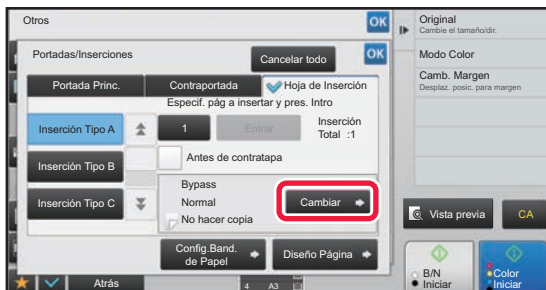 Otros
OK
Portadas/Inserciones
Cancelar todo
OK
Portada Princ.
Contraportada
Hoja de Inserción
Especif. pág a insertar y pres. Intro
Inserción Tipo A
1
Entrar
Inserción
Total :1
Antes de contratapa
Inserción Tipo B
Inserción Tipo C
Bypass
Normal
No hacer copia
Cambiar
Config.Band.
de Papel
Diseño Página
Atrás
4 A3
Original
Cambie el tamaño/dir.
Modo Color
Camb. Margen
Desplaz. posic. para margen
Vista previa
CA
B/N
Iniciar
Color
Iniciar